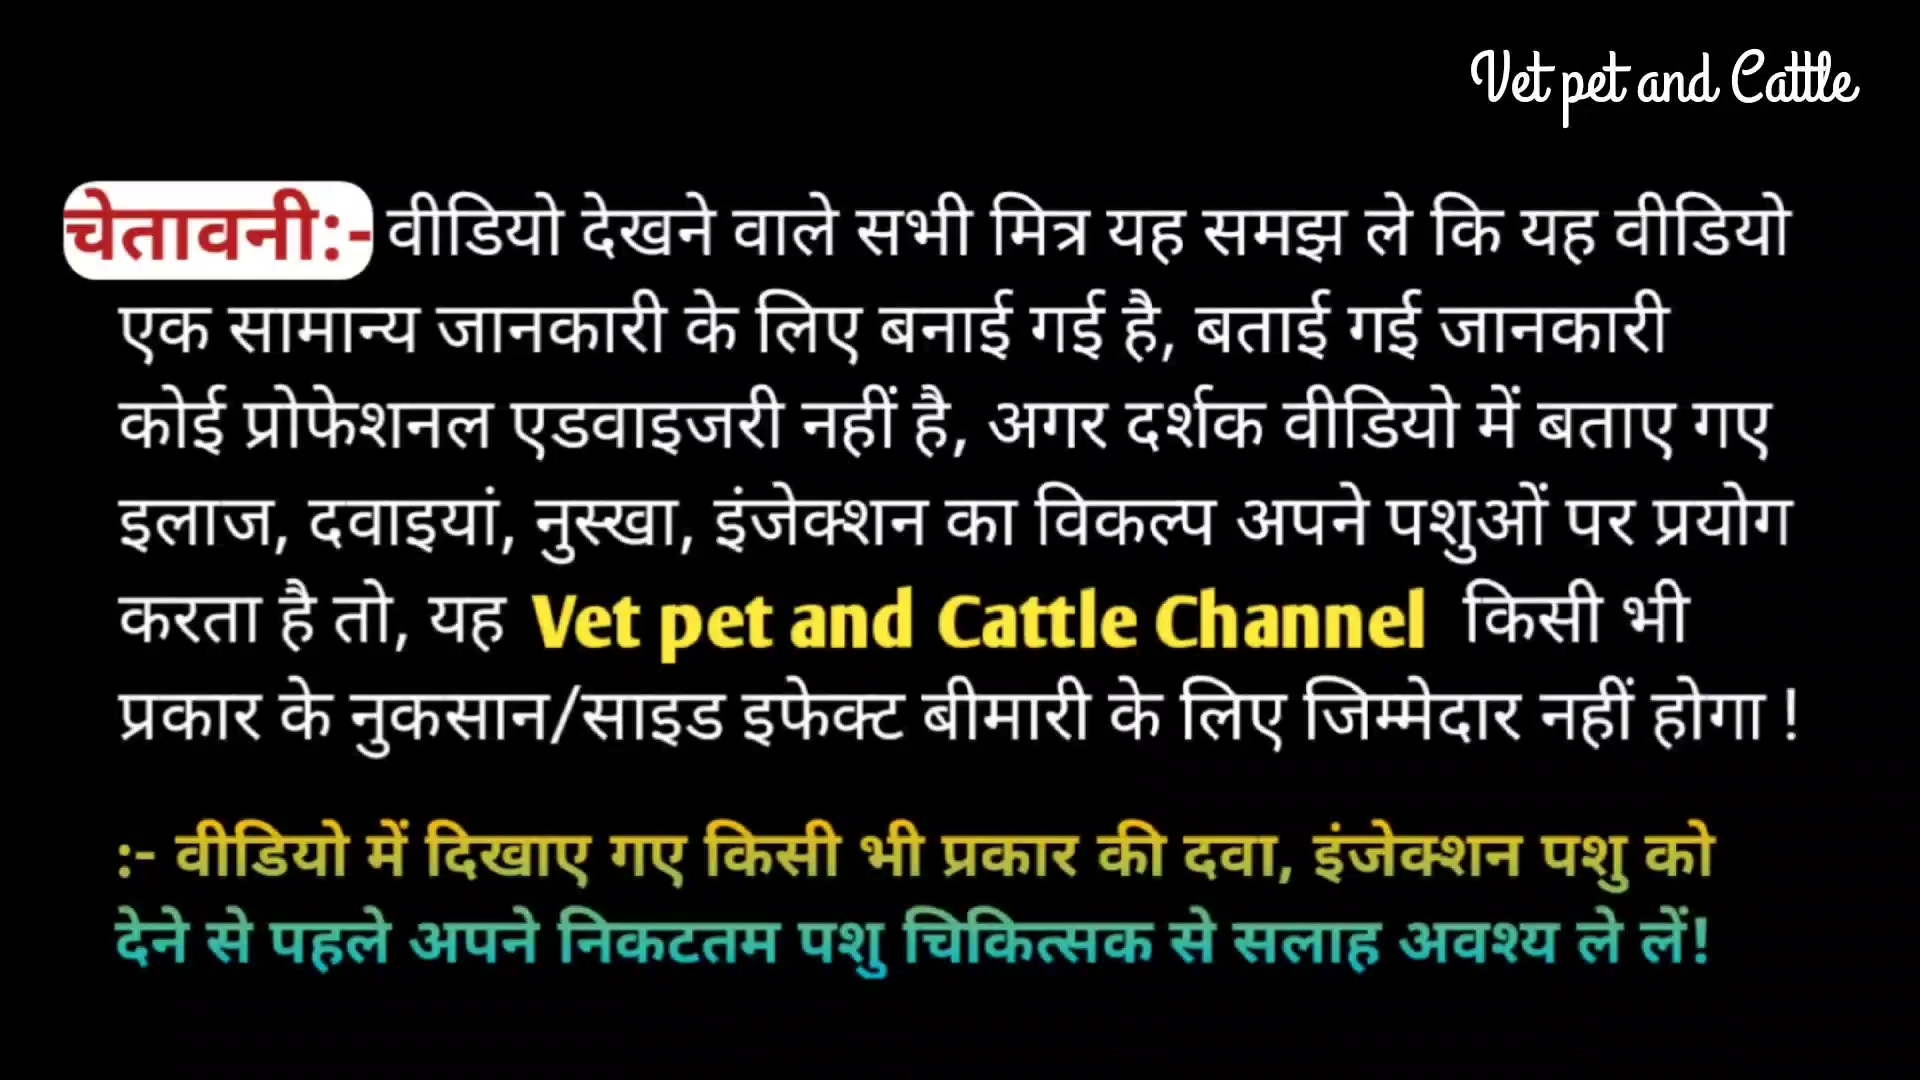 Vet pet and Cattle
चेतावनी:- वीडियो देखने वाले सभी मित्र यह समझ ले कि यह वीडियो
एक सामान्य जानकारी के लिए बनाई गई है, बताई गई जानकारी
कोई प्रोफेशनल एडवाइजरी नहीं है, अगर दर्शक वीडियो में बताए गए
इलाज, दवाइयां, नुस्खा, इंजेक्शन का विकल्प अपने पशुओं पर प्रयोग
करता है तो, यह Vet pet and Cattle Channel किसी भी
प्रकार के नुकसान/साइड इफेक्ट बीमारी के लिए जिम्मेदार नहीं होगा !
:- वीडियो में दिखाए गए किसी भी प्रकार की दवा, इंजेक्शन पशु को
देने से पहले अपने निकटतम पशु चिकित्सक से सलाह अवश्य ले लें!